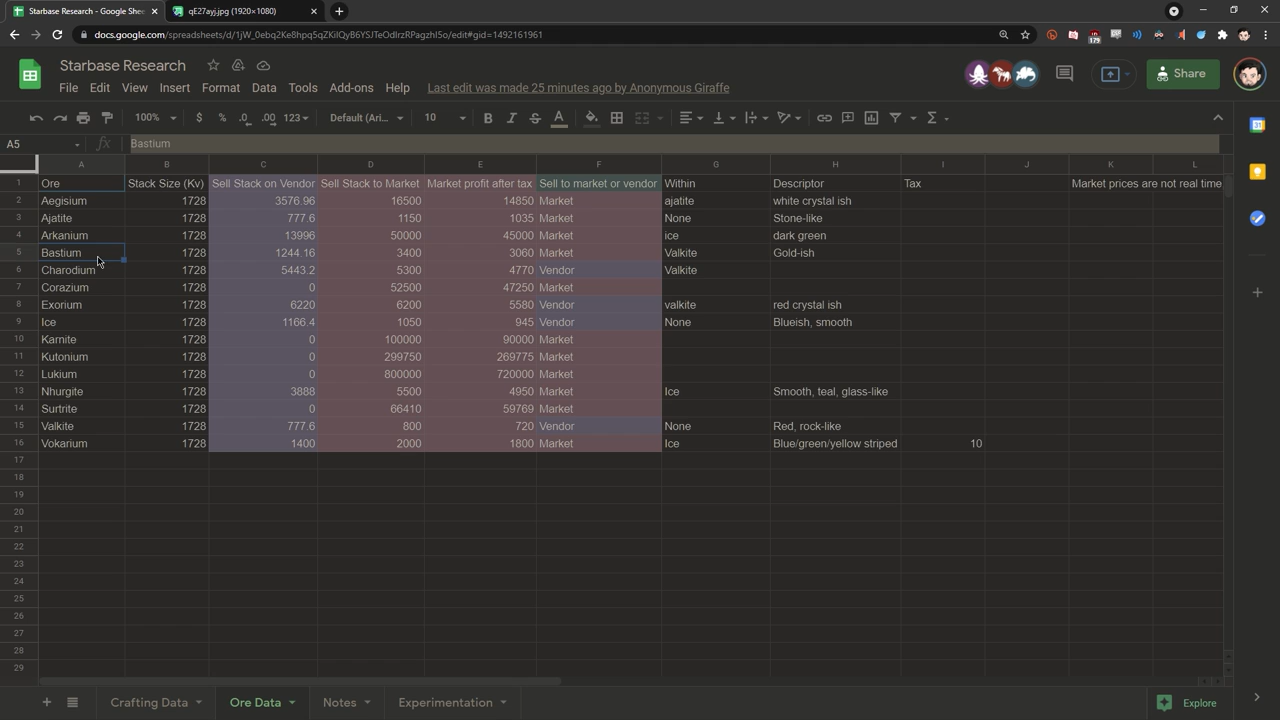 Starbase Research - Google Shee
qE27ayj.jpg (1920×1080)
docs.google.com/spreadsheets/d/1jW_0ebq2Ke8hpq5qZKilQyB6YSJTeOdlrzRPagzhI5o/edit#gid=1492161961
179
Starbase Research
Share
File Edit View Insert Format Data Tools Add-ons Help Last edit was made 25 minutes ago by Anonymous Giraffe
100% $ % .0 .00 123 Default (Ari... 10 B I S A
A5 fx Bastium
A B C D E F G H I J K L
1 Ore Stack Size (Kv) Sell Stack on Vendor Sell Stack to Market Market profit after tax Sell to market or vendor Within Descriptor Tax Market prices are not real time
2 Aegisium 1728 3576.96 16500 14850 Market ajatite white crystal ish
3 Ajatite 1728 777.6 1150 1035 Market None Stone-like
4 Arkanium 1728 13996 50000 45000 Market ice dark green
5 Bastium 1728 1244.16 3400 3060 Market Valkite Gold-ish
6 Charodium 1728 5443.2 5300 4770 Vendor Valkite
7 Corazium 1728 0 52500 47250 Market
8 Exorium 1728 6220 6200 5580 Vendor valkite red crystal ish
9 Ice 1728 1166.4 1050 945 Vendor None Blueish, smooth
10 Karnite 1728 0 100000 90000 Market
11 Kutonium 1728 0 299750 269775 Market
12 Lukium 1728 0 800000 720000 Market
13 Nhurgite 1728 3888 5500 4950 Market Ice Smooth, teal, glass-like
14 Surtrite 1728 0 66410 59769 Market
15 Valkite 1728 777.6 800 720 Vendor None Red, rock-like
16 Vokarium 1728 1400 2000 1800 Market Ice Blue/green/yellow striped 10
17
18
19
20
21
22
23
24
25
26
27
28
29
Crafting Data Ore Data Notes Experimentation Explore